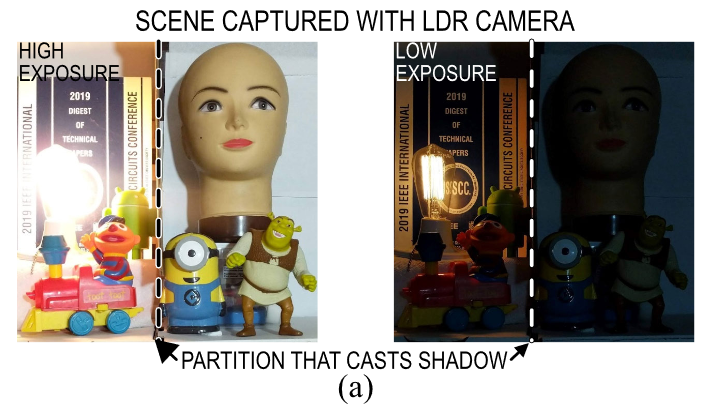 SCENE CAPTURED WITH LDR CAMERA
HIGH
EXPOSURE
2019
DIGEST
OF
TECHNICAL
PAPERS
2019 IEEE INTERNATIONAL
CIRCUITS CONFERENCE
LOW
EXPOSURE
2019
DIGEST
OF
TECHNICAL
2019 IEEE INTERNATIONAL
SSCC.
CIRCUITS CONFERENCE
PARTITION THAT CASTS SHADOW
(a)